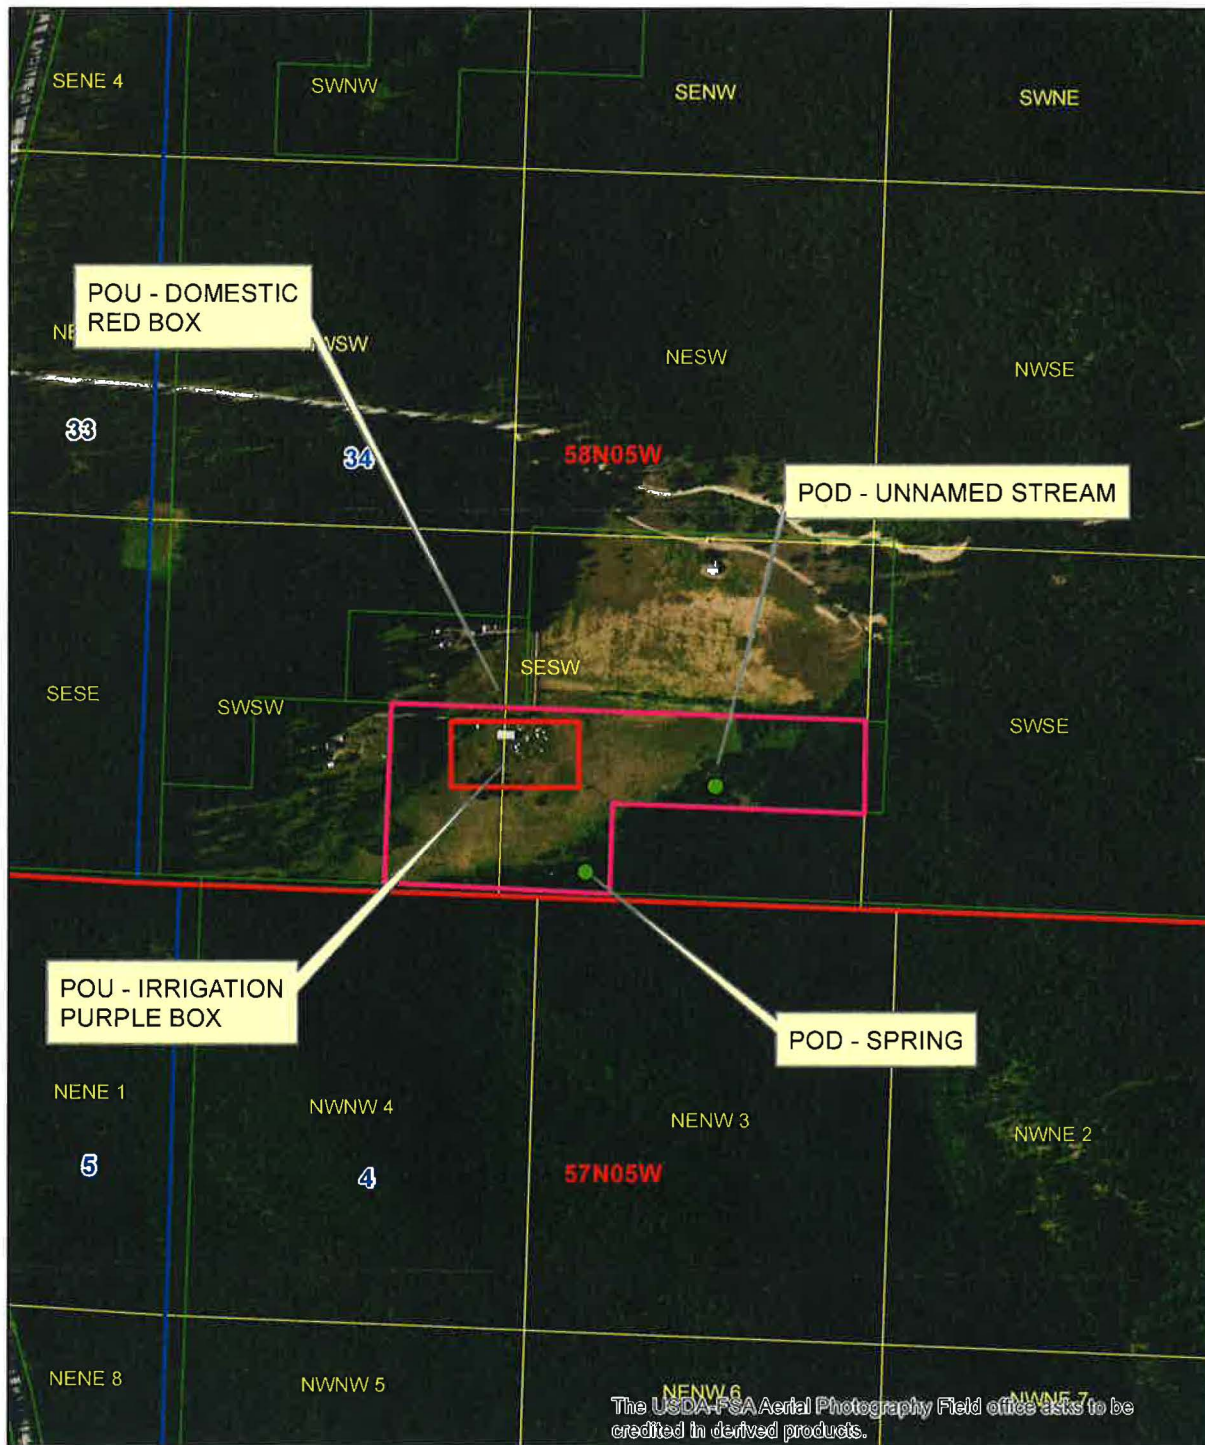 SENE 4
SWNW
SENW
SWNE
POU - DOMESTIC
RED BOX
NESW
NWSE
33
34
58N05W
POD - UNNAMED STREAM
SESE
SWSW
SESW
SWSE
POU - IRRIGATION
PURPLE BOX
POD - SPRING
NENE 1
NWNW 4
NENW 3
NWNE 2
5
4
57N05W
NENE 8
NWNW 5
NENW 6
NWNE 7
The USDA-FSA Aerial Photography Field office asks to be
credited in derived products.